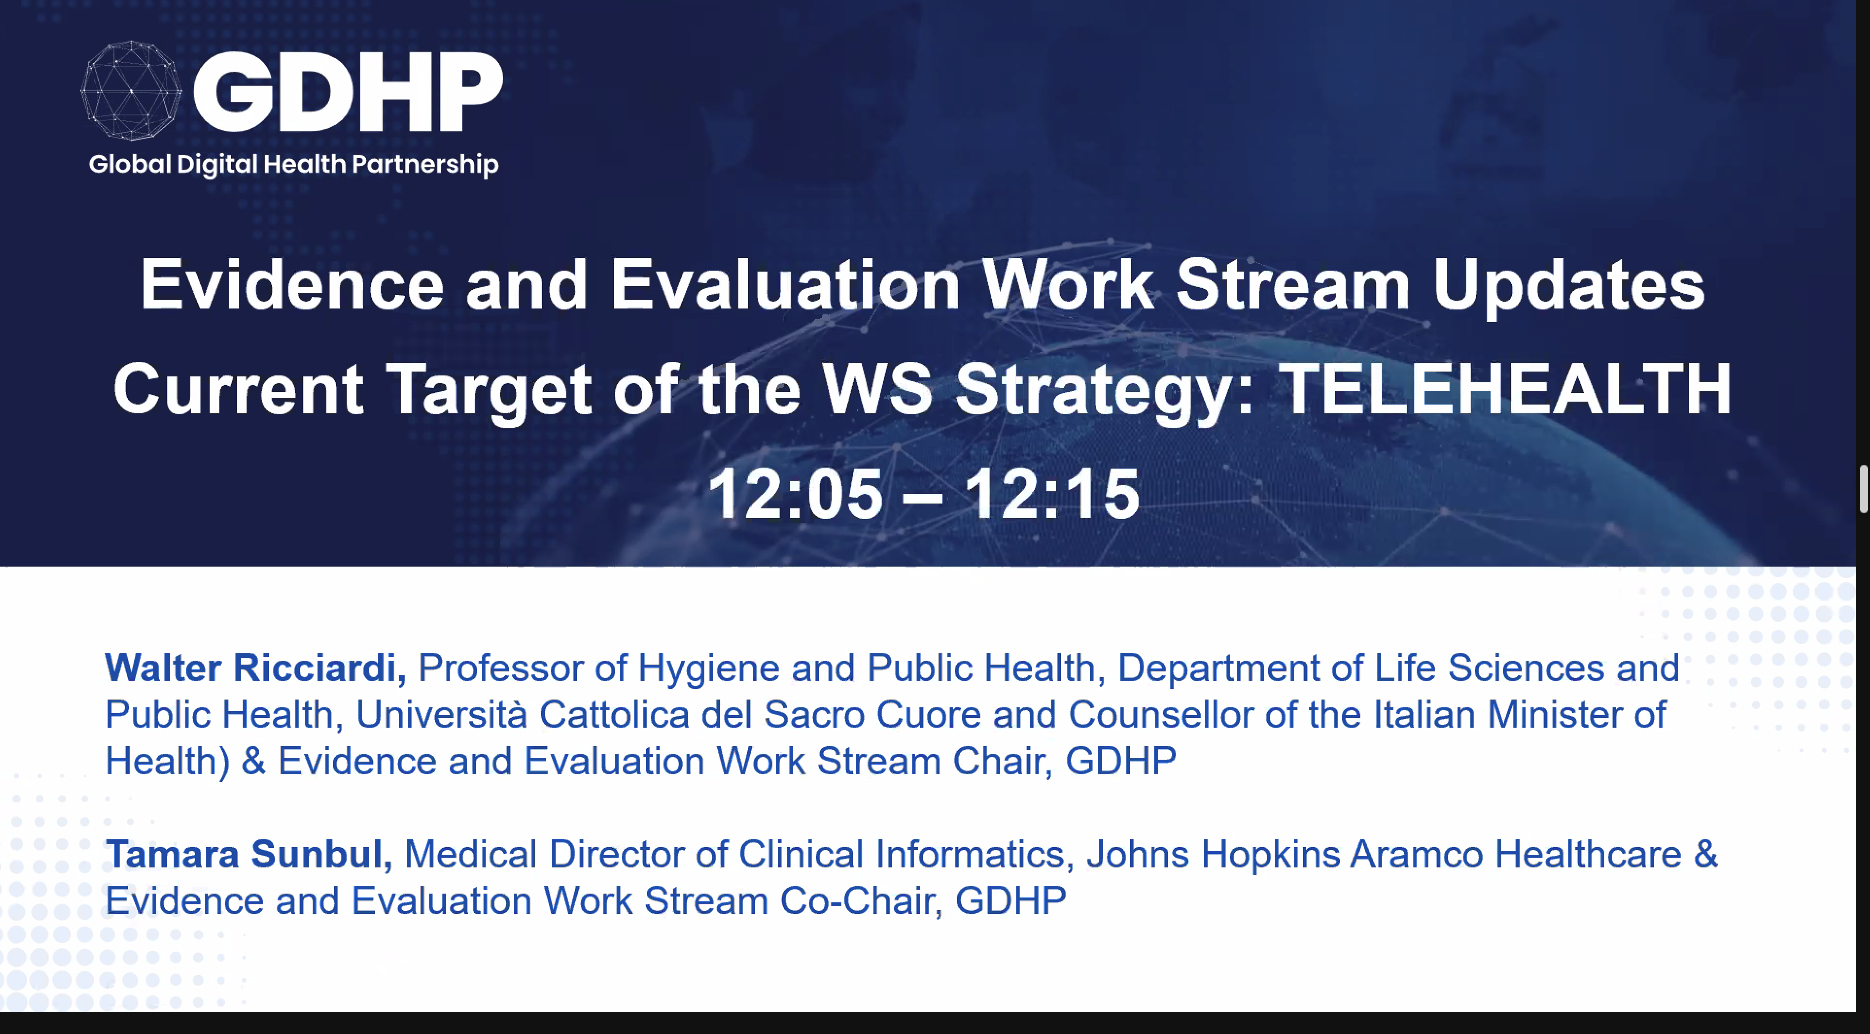 GDHP
Global Digital Health Partnership
Evidence and Evaluation Work Stream Updates
Current Target of the WS Strategy: TELEHEALTH
12:05 – 12:15
Walter Ricciardi, Professor of Hygiene and Public Health, Department of Life Sciences and
Public Health, Università Cattolica del Sacro Cuore and Counsellor of the Italian Minister of
Health) & Evidence and Evaluation Work Stream Chair, GDHP
Tamara Sunbul, Medical Director of Clinical Informatics, Johns Hopkins Aramco Healthcare &
Evidence and Evaluation Work Stream Co-Chair, GDHP